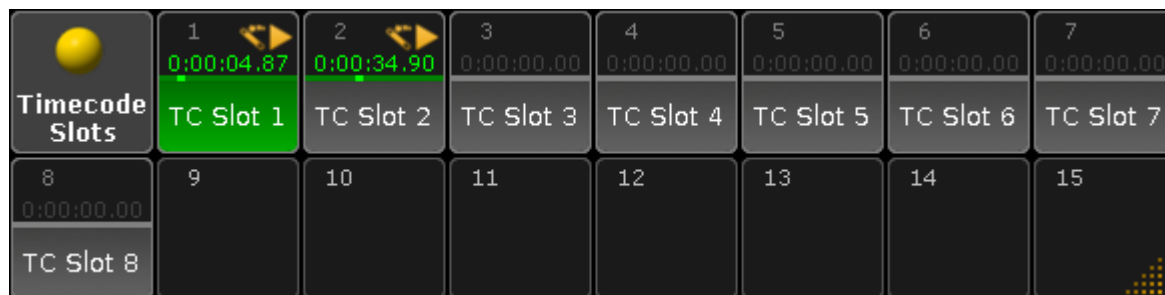 Timecode Slots
1
0:00:04.87
TC Slot 1
2
0:00:34.90
TC Slot 2
3
0:00:00.00
TC Slot 3
4
0:00:00.00
TC Slot 4
5
0:00:00.00
TC Slot 5
6
0:00:00.00
TC Slot 6
7
0:00:00.00
TC Slot 7
8
0:00:00.00
TC Slot 8
9
10
11
12
13
14
15